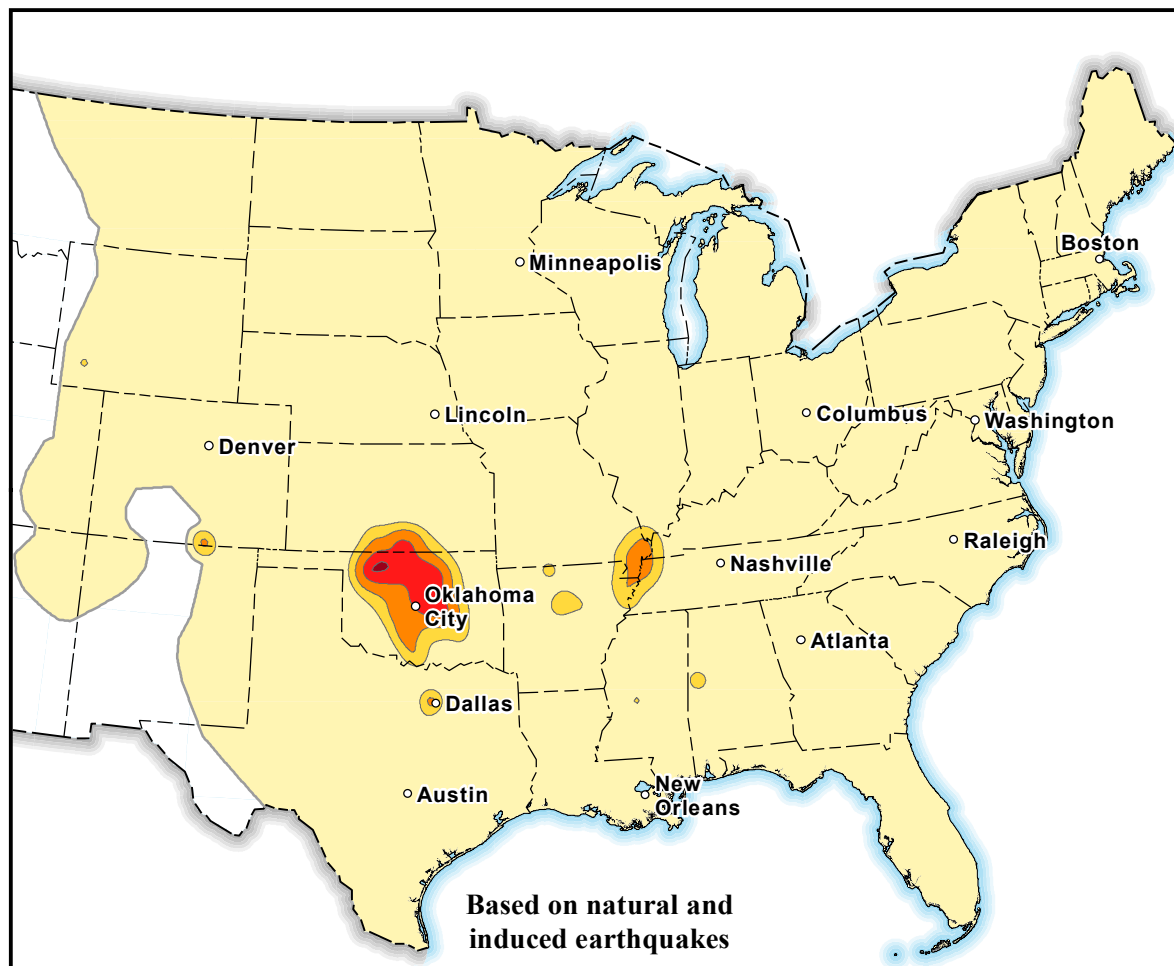 Boston
Minneapolis
Lincoln
Columbus
Washington
Denver
Raleigh
Nashville
Oklahoma
City
Atlanta
Dallas
New
Orleans
Austin
Based on natural and
induced earthquakes